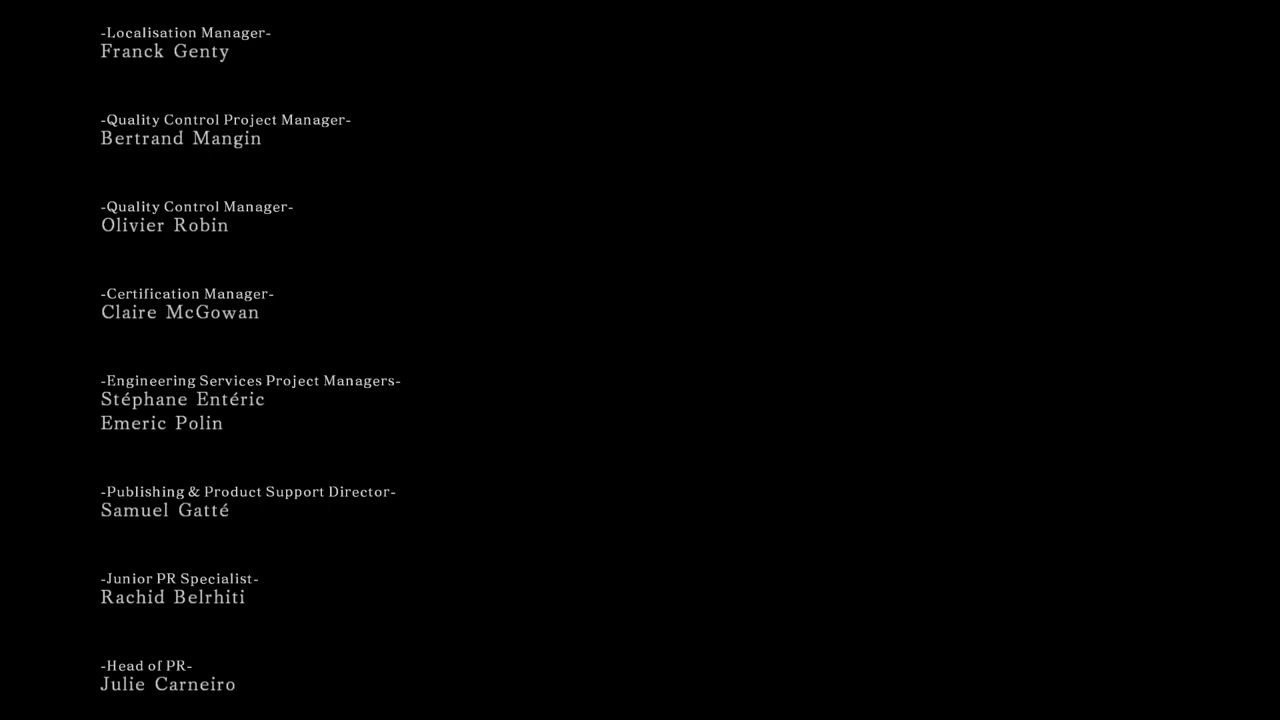 -Localisation Manager-
Franck Genty
-Quality Control Project Manager-
Bertrand Mangin
-Quality Control Manager-
Olivier Robin
-Certification Manager-
Claire McGowan
-Engineering Services Project Managers-
Stéphane Entéric
Emeric Polin
-Publishing & Product Support Director-
Samuel Gatté
-Junior PR Specialist-
Rachid Belrhiti
-Head of PR-
Julie Carneiro